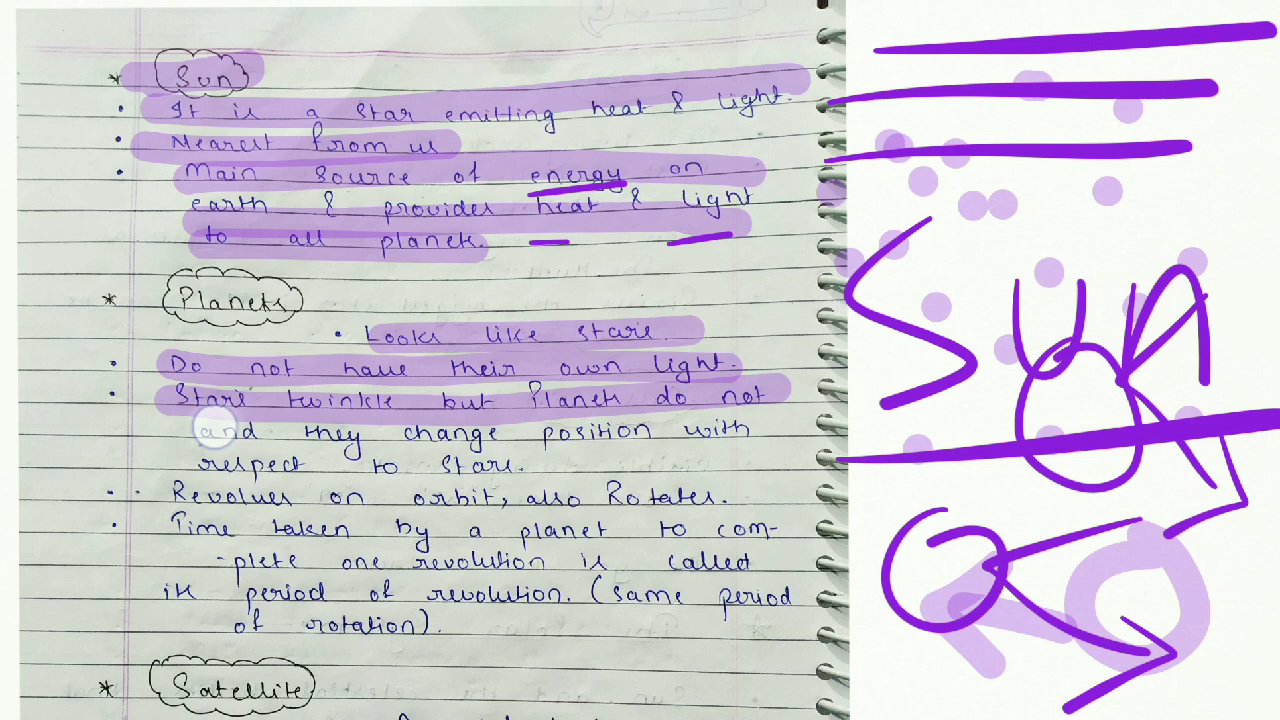 * Sun
• It is a star emitting heat & light.
• Nearest from us
• Main source of energy on
earth & provides heat & light
to all planets.
* Planets
• Looks like stars.
• Do not have their own light.
• Stars twinkle but Planets do not
and they change position with
respect to stars.
• Revolves on orbit, also Rotates.
• Time taken by a planet to com-
-plete one revolution is called
its period of revolution. (same period
of rotation).
* Satellite
SUN